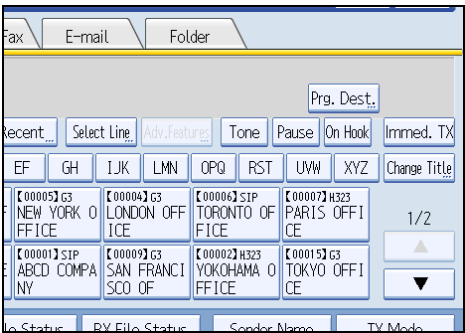 Fax E-mail Folder
Prg. Dest.
Recent Select Line Adv.Features Tone Pause On Hook Immed. TX
EF GH IJK LMN OPQ RST UVW XYZ Change Title
【00005】G3 【00004】G3 【00006】SIP 【00007】H323
F NEW YORK O LONDON OFF TORONTO OF PARIS OFFI 1/2
FFICE ICE FICE CE
【00001】SIP 【00009】G3 【00002】H323 【00015】G3
E ABCD COMPA SAN FRANCI YOKOHAMA O TOKYO OFFI
NY SCO OF FFICE CE
le Status RX File Status Sender Name TX Mode